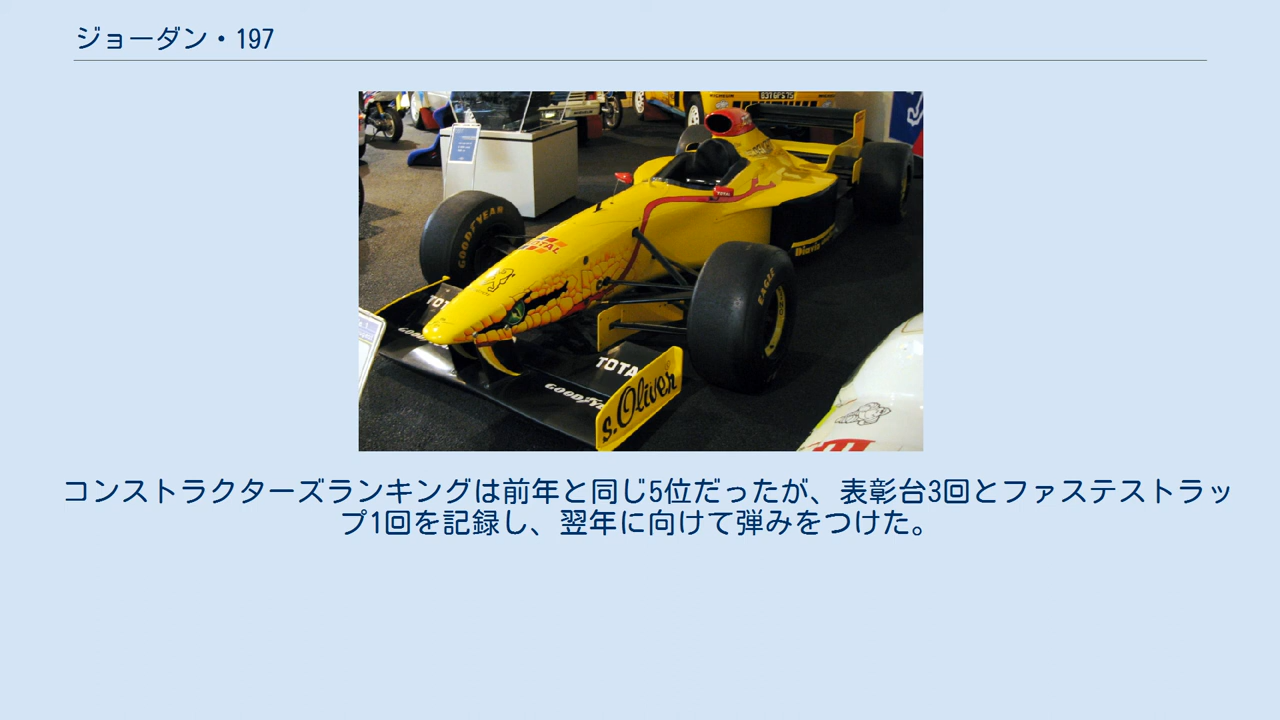 ジョーダン・197
GOODYEAR
TOTAL
EAGLE
TOTAL
GOODYEAR
s.Oliver
コンストラクターズランキングは前年と同じ5位だったが、表彰台3回とファステストラッ
プ1回を記録し、翌年に向けて弾みをつけた。